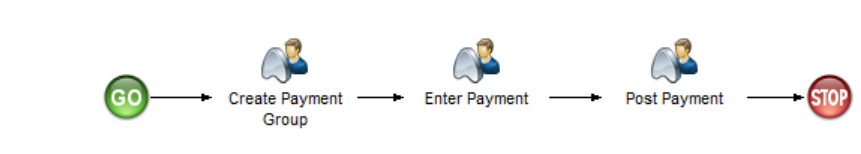 GO
Create Payment
Group
Enter Payment
Post Payment
STOP